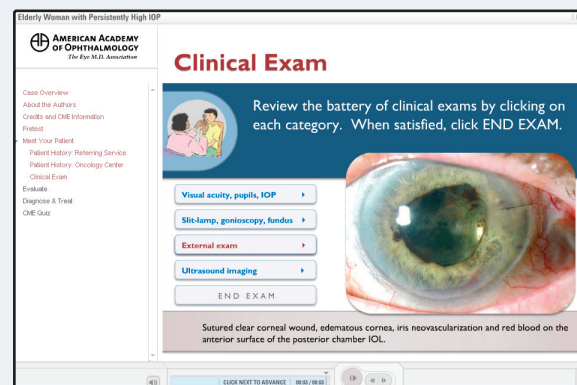 Elderly Woman with Persistently High IOP
AMERICAN ACADEMY
OF OPHTHALMOLOGY
The Eye M.D. Association
Case Overview
About the Authors
Credits and CME Information
Pretest
Meet Your Patient
Patient History: Referring Service
Patient History: Oncology Center
Clinical Exam
Evaluate
Diagnose & Treat
CME Quiz
Clinical Exam
Review the battery of clinical exams by clicking on
each category. When satisfied, click END EXAM.
Visual acuity, pupils, IOP
Slit-lamp, gonioscopy, fundus
External exam
Ultrasound imaging
END EXAM
Sutured clear corneal wound, edematous cornea, iris neovascularization and red blood on the
anterior surface of the posterior chamber IOL.
CLICK NEXT TO ADVANCE 00:03 / 00:03